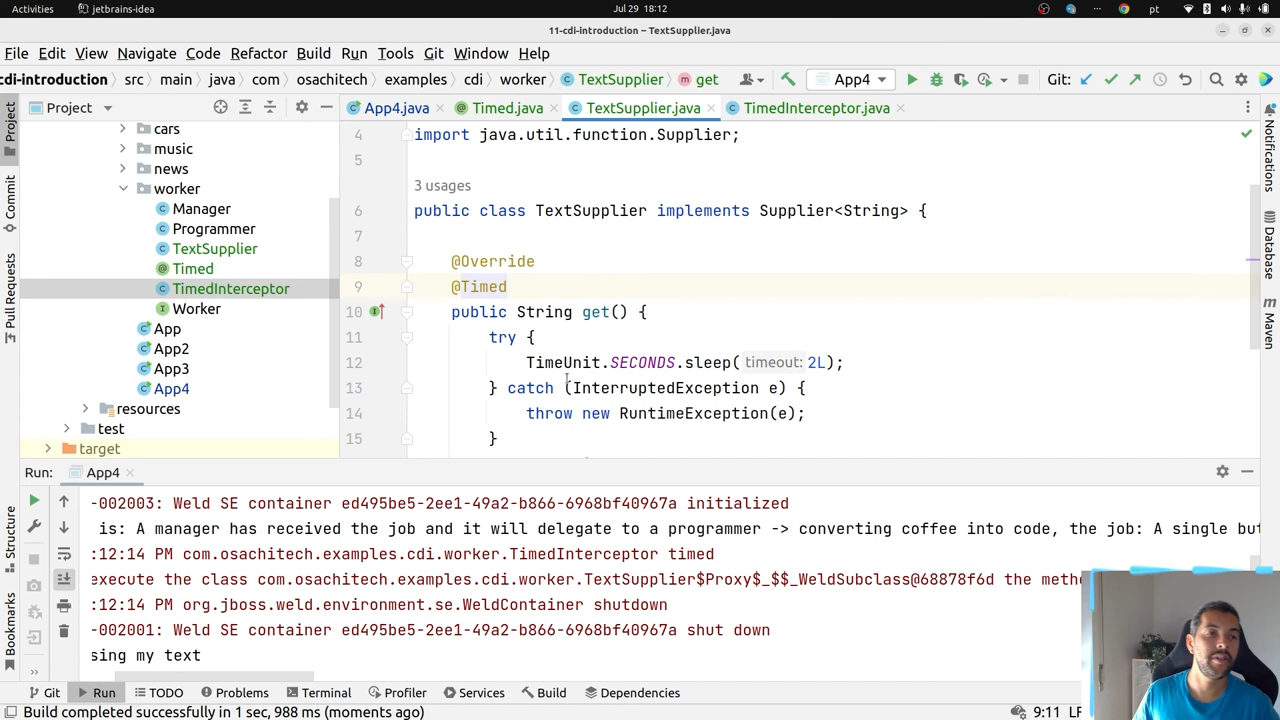 Activities jetbrains-idea Jul 29 18:12 pt
11-cdi-introduction – TextSupplier.java
File Edit View Navigate Code Refactor Build Run Tools Git Window Help
cdi-introduction src main java com osachitech examples cdi worker TextSupplier get App4 Git:
Project
App4.java Timed.java TextSupplier.java TimedInterceptor.java
cars
music
news
worker
Manager
Programmer
TextSupplier
Timed
TimedInterceptor
Worker
App
App2
App3
App4
resources
test
target
4 import java.util.function.Supplier;
5
3 usages
6 public class TextSupplier implements Supplier<String> {
7
8 @Override
9 @Timed
10 public String get() {
11 try {
12 TimeUnit.SECONDS.sleep( timeout: 2L);
13 } catch (InterruptedException e) {
14 throw new RuntimeException(e);
15 }
Project
Commit
Pull Requests
Structure
Bookmarks
Notifications
Database
Maven
Run: App4
-002003: Weld SE container ed495be5-2ee1-49a2-b866-6968bf40967a initialized
is: A manager has received the job and it will delegate to a programmer -> converting coffee into code, the job: A single but
:12:14 PM com.osachitech.examples.cdi.worker.TimedInterceptor timed
execute the class com.osachitech.examples.cdi.worker.TextSupplier$Proxy$_$$_WeldSubclass@68878f6d the metho
:12:14 PM org.jboss.weld.environment.se.WeldContainer shutdown
-002001: Weld SE container ed495be5-2ee1-49a2-b866-6968bf40967a shut down
sing my text
Git Run TODO Problems Terminal Profiler Services Build Dependencies
Build completed successfully in 1 sec, 988 ms (moments ago) 9:11 LF